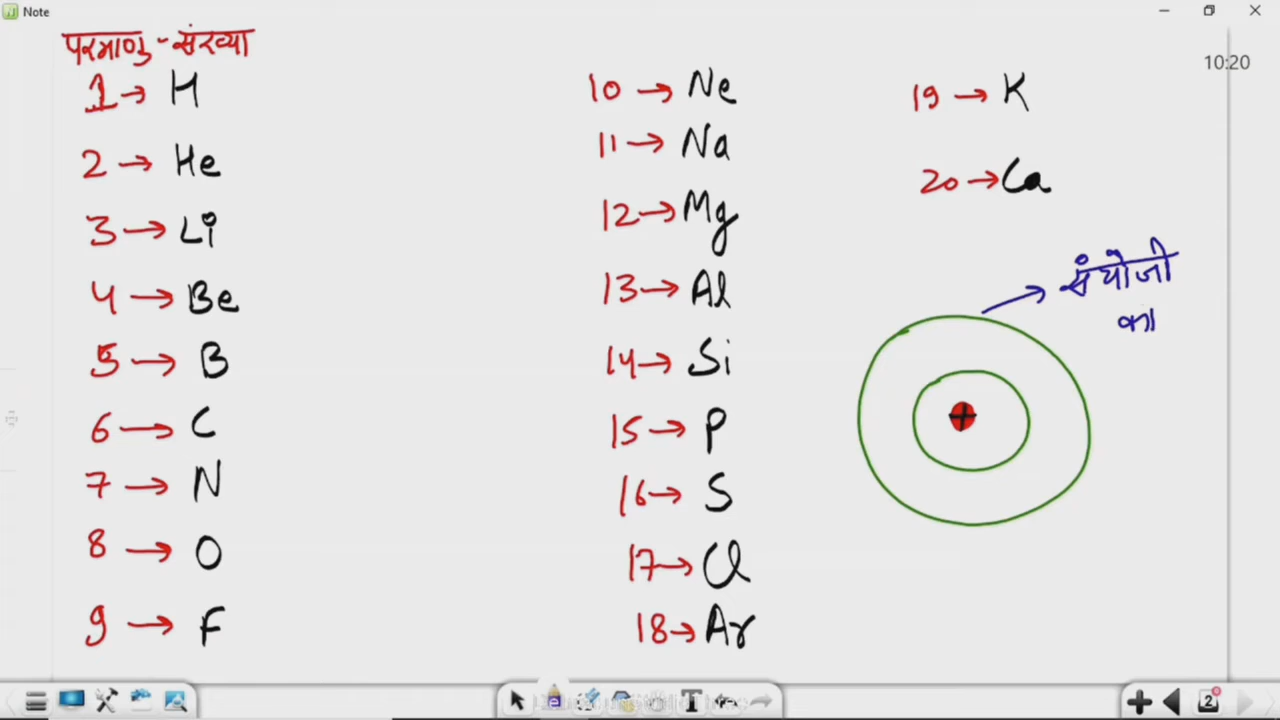 Note
10:20
परमाणु-संख्या
1→ H
2→ He
3→ Li
4→ Be
5→ B
6→ C
7→ N
8→ O
9→ F
10→ Ne
11→ Na
12→ Mg
13→ Al
14→ Si
15→ P
16→ S
17→ Cl
18→ Ar
19→ K
20→ Ca
→ संयोजी
का
2